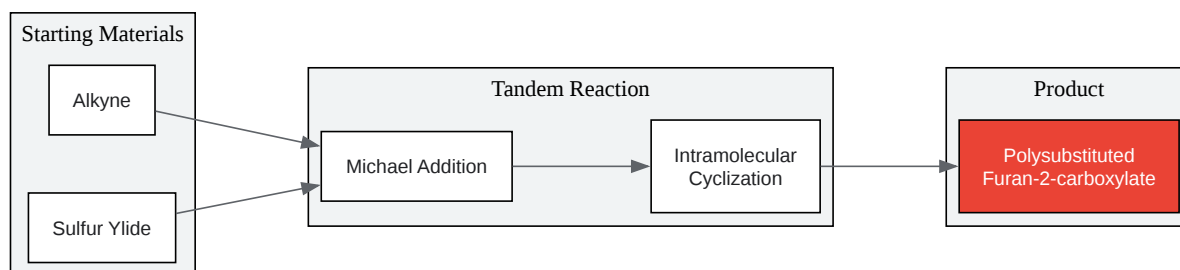 Starting Materials
Alkyne
Sulfur Ylide
Tandem Reaction
Michael Addition
Intramolecular
Cyclization
Product
Polysubstituted
Furan-2-carboxylate